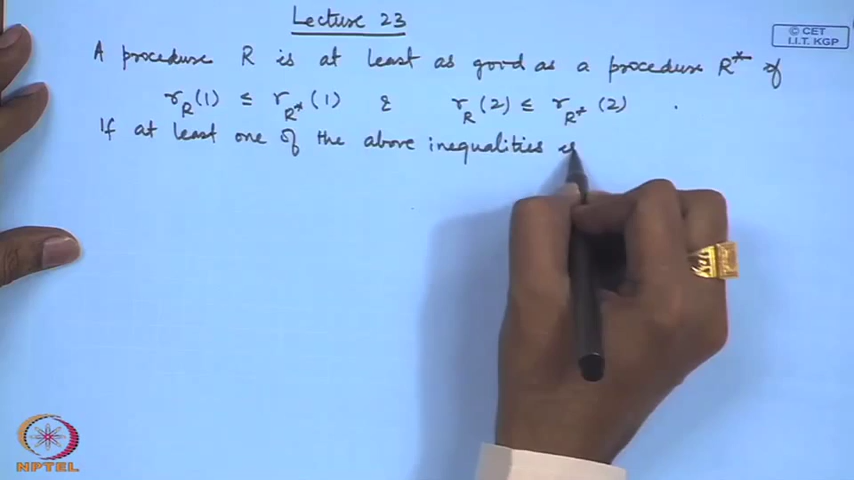 Lecture 23
© CET
I.I.T. KGP
A procedure R is at least as good as a procedure R* if
r_R(1) ≤ r_R*(1) & r_R(2) ≤ r_R*(2) .
If at least one of the above inequalities is
NPTEL